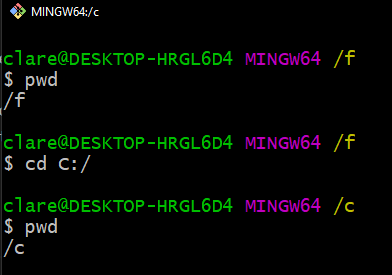 MINGW64:/c
clare@DESKTOP-HRGL6D4 MINGW64 /f
$ pwd
/f
clare@DESKTOP-HRGL6D4 MINGW64 /f
$ cd C:/
clare@DESKTOP-HRGL6D4 MINGW64 /c
$ pwd
/c